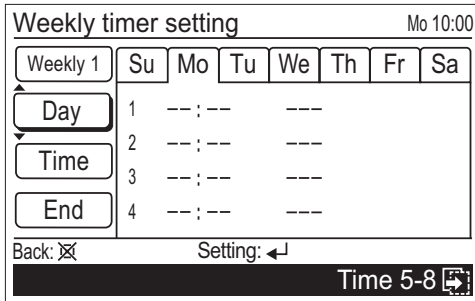 Weekly timer setting Mo 10:00
Weekly 1 Su Mo Tu We Th Fr Sa
Day 1 --:-- ---
2 --:-- ---
Time 3 --:-- ---
End 4 --:-- ---
Back: Setting:
Time 5-8